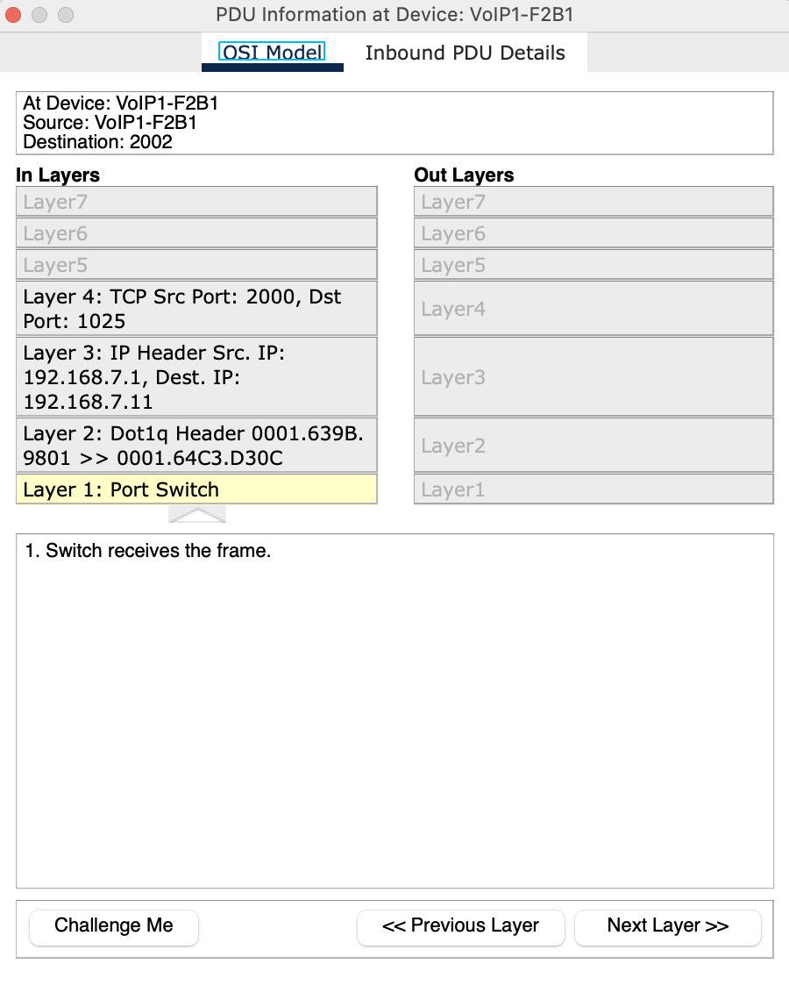 PDU Information at Device: VoIP1-F2B1
OSI Model
Inbound PDU Details
At Device: VoIP1-F2B1
Source: VoIP1-F2B1
Destination: 2002
In Layers
Layer7
Layer6
Layer5
Layer 4: TCP Src Port: 2000, Dst
Port: 1025
Layer 3: IP Header Src. IP:
192.168.7.1, Dest. IP:
192.168.7.11
Layer 2: Dot1q Header 0001.639B.
9801 >> 0001.64C3.D30C
Layer 1: Port Switch
Out Layers
Layer7
Layer6
Layer5
Layer4
Layer3
Layer2
Layer1
1. Switch receives the frame.
Challenge Me
<< Previous Layer
Next Layer >>